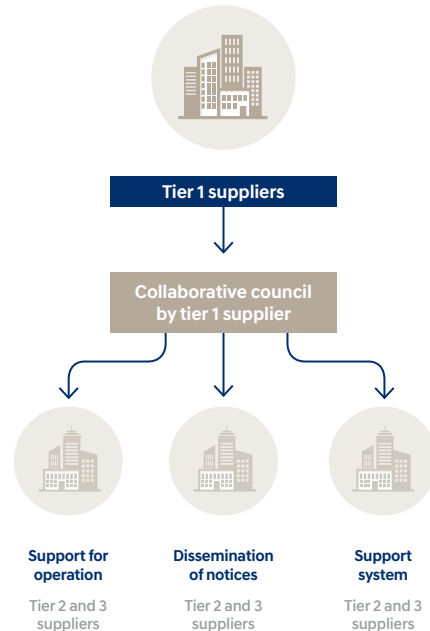 Tier 1 suppliers
Collaborative council
by tier 1 supplier
Support for
operation
Tier 2 and 3
suppliers
Dissemination
of notices
Tier 2 and 3
suppliers
Support
system
Tier 2 and 3
suppliers